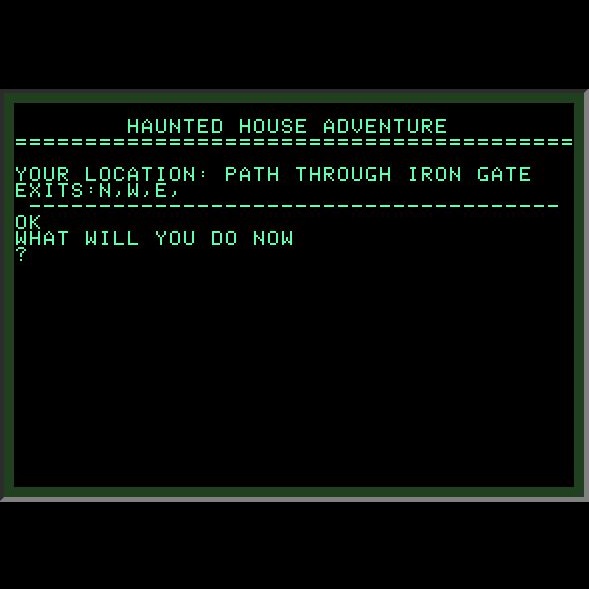 HAUNTED HOUSE ADVENTURE
========================================
YOUR LOCATION: PATH THROUGH IRON GATE
EXITS:N,W,E,
--------------------------------------
OK
WHAT WILL YOU DO NOW
?